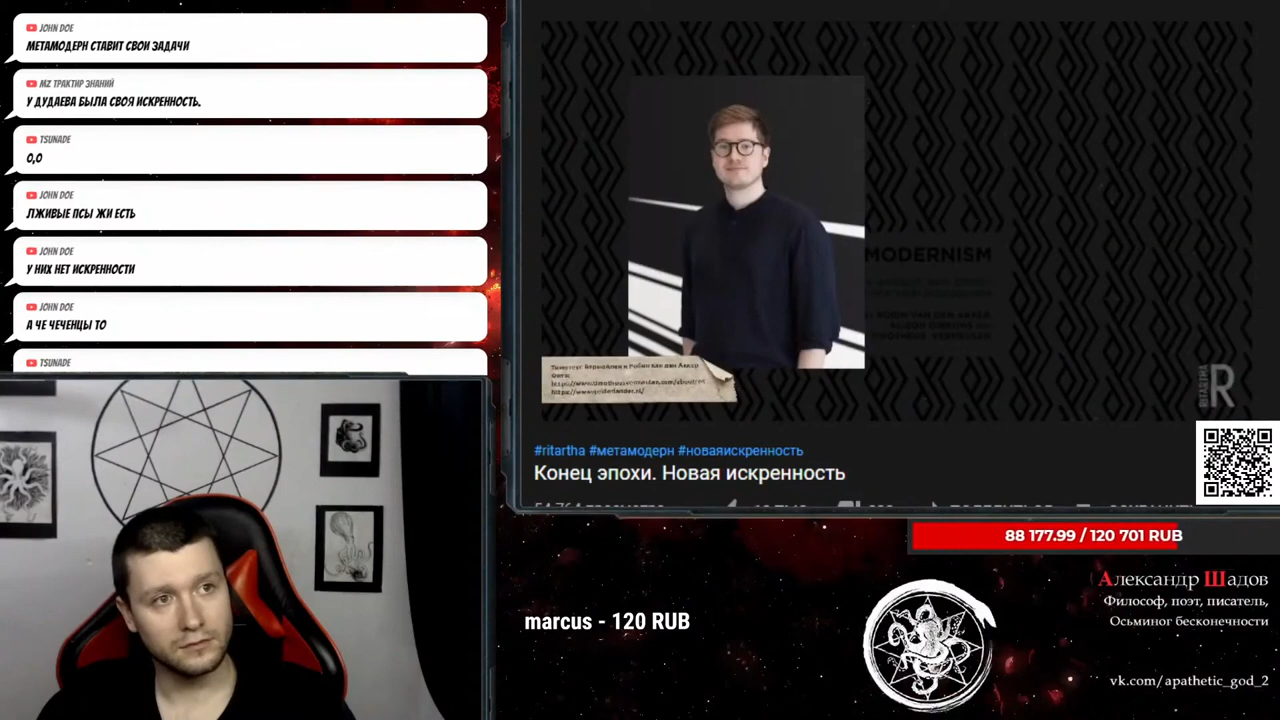 JOHN DOE
МЕТАМОДЕРН СТАВИТ СВОИ ЗАДАЧИ
MZ ТРАКТИР ЗНАНИЙ
У ДУДАЕВА БЫЛА СВОЯ ИСКРЕННОСТЬ.
TSUNADE
0,0
JOHN DOE
ЛЖИВЫЕ ПСЫ ЖИ ЕСТЬ
JOHN DOE
У НИХ НЕТ ИСКРЕННОСТИ
JOHN DOE
А ЧЕ ЧЕЧЕНЦЫ ТО
TSUNADE
MODERNISM
RITARTHA
R
#ritartha #метамодерн #новаяискренность
Конец эпохи. Новая искренность
88 177.99 / 120 701 RUB
marcus - 120 RUB
Александр Шадов
Философ, поэт, писатель,
Осьминог бесконечности
vk.com/apathetic_god_2